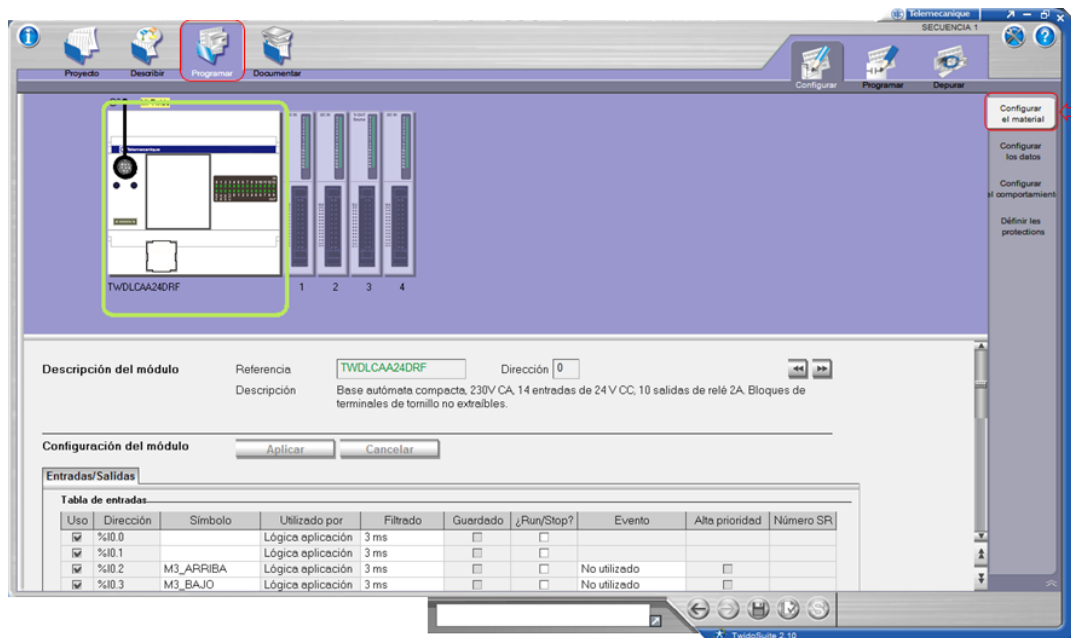 Telemecanique
SECUENCIA 1
Proyecto Describir Programar Documentar
Configurar Programar Depurar
Configurar
el material
Configurar
los datos
Configurar
el comportamient
Définir les
protections
Telemecanique
TWDLCAA24DRF 1 2 3 4
Descripción del módulo Referencia TWDLCAA24DRF Dirección 0
Descripción Base autómata compacta, 230V CA, 14 entradas de 24 V CC, 10 salidas de relé 2A. Bloques de
terminales de tornillo no extraíbles.
Configuración del módulo Aplicar Cancelar
Entradas/Salidas
Tabla de entradas
Uso Dirección Símbolo Utilizado por Filtrado Guardado ¿Run/Stop? Evento Alta prioridad Número SR
%I0.0 Lógica aplicación 3 ms
%I0.1 Lógica aplicación 3 ms
%I0.2 M3_ARRIBA Lógica aplicación 3 ms No utilizado
%I0.3 M3_BAJO Lógica aplicación 3 ms No utilizado
TwidoSuite 2.10